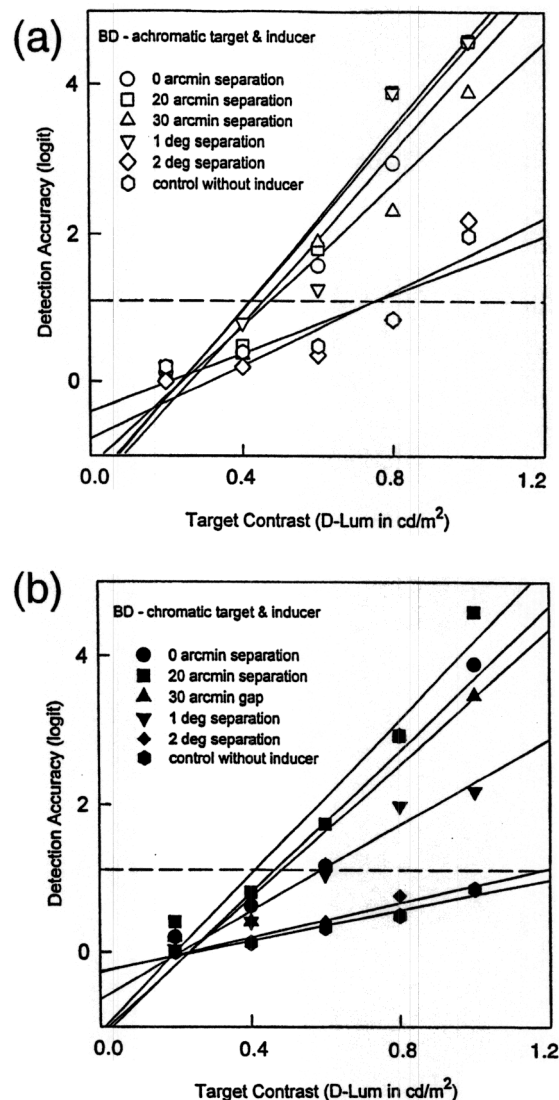 (a)
BD - achromatic target & inducer
0 arcmin separation
20 arcmin separation
30 arcmin separation
1 deg separation
2 deg separation
control without inducer
Detection Accuracy (logit)
4
2
0
0.0 0.4 0.8 1.2
Target Contrast (D-Lum in cd/m²)
(b)
BD - chromatic target & inducer
0 arcmin separation
20 arcmin separation
30 arcmin gap
1 deg separation
2 deg separation
control without inducer
Detection Accuracy (logit)
4
2
0
0.0 0.4 0.8 1.2
Target Contrast (D-Lum in cd/m²)